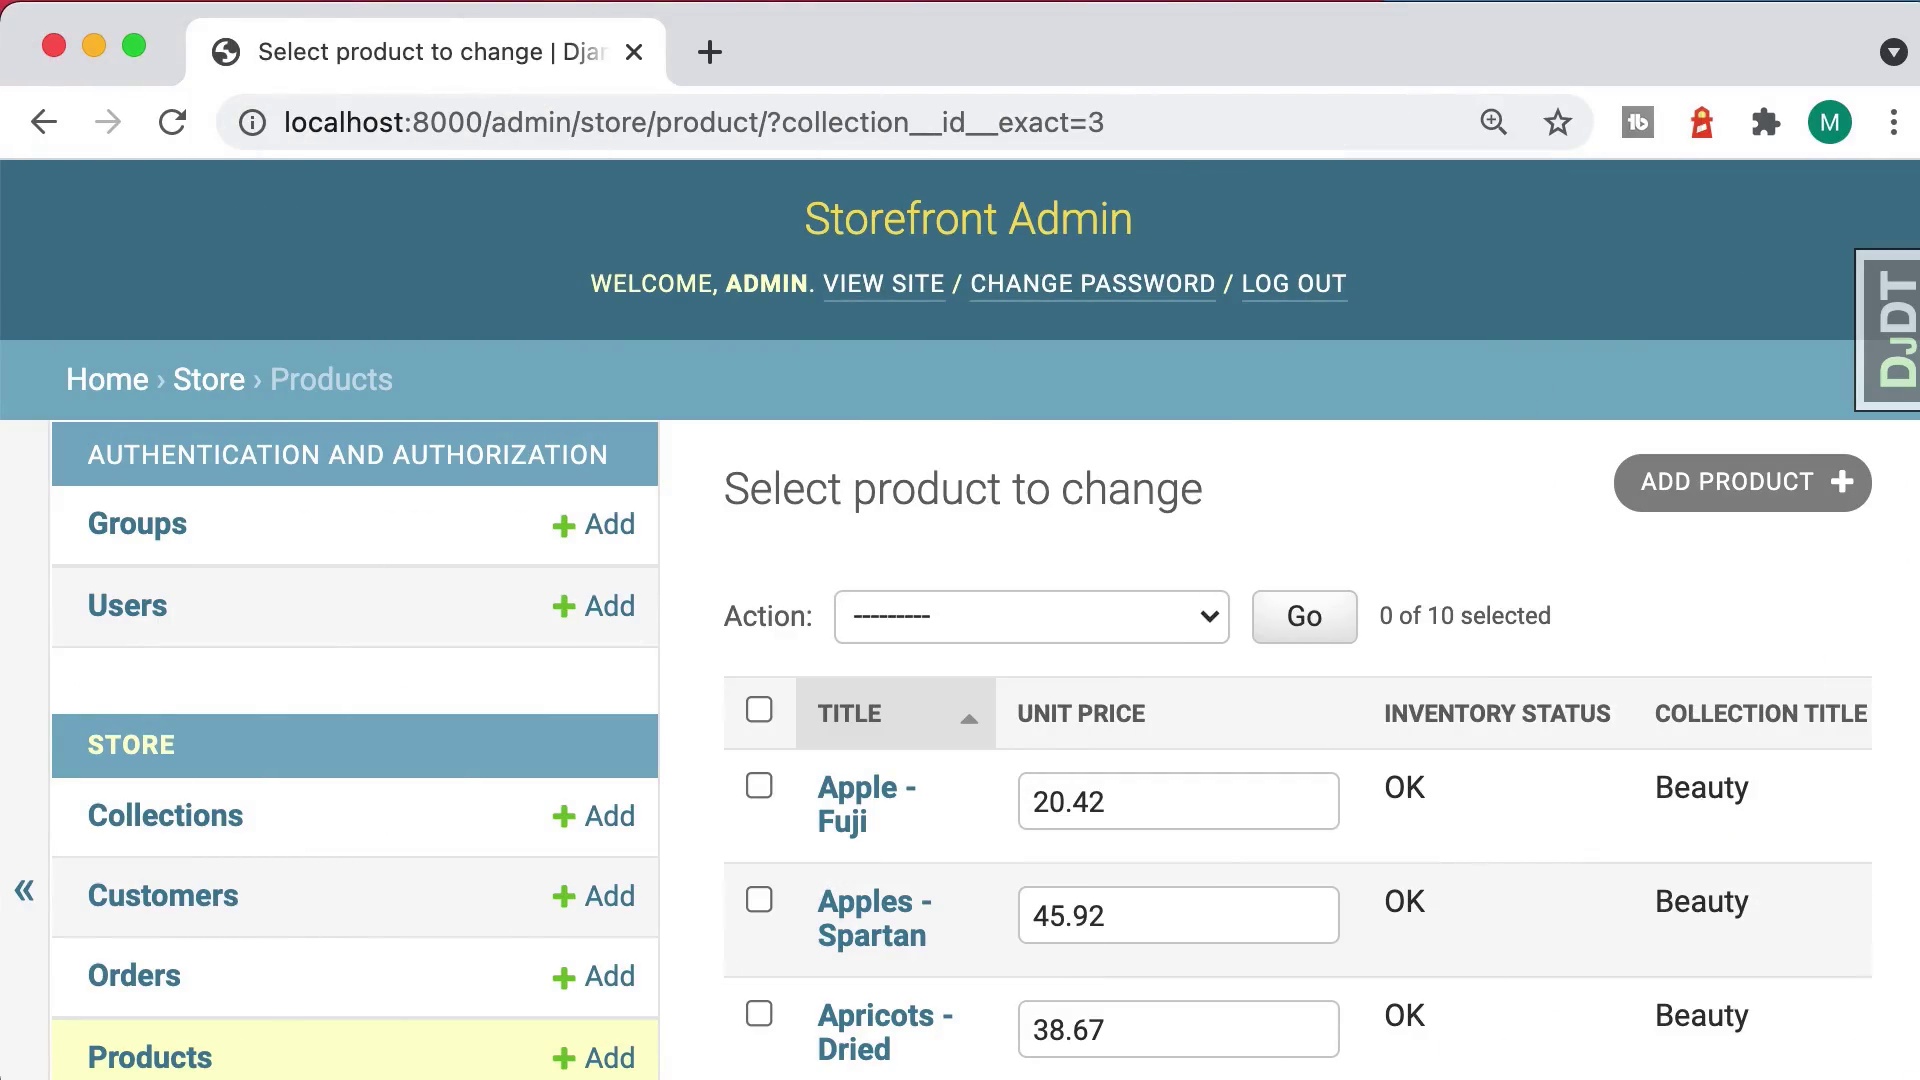 Select product to change | Djan
localhost:8000/admin/store/product/?collection__id__exact=3
M
Storefront Admin
WELCOME, ADMIN. VIEW SITE / CHANGE PASSWORD / LOG OUT
DJDT
Home › Store › Products
AUTHENTICATION AND AUTHORIZATION
Groups + Add
Users + Add
STORE
Collections + Add
Customers + Add
Orders + Add
Products + Add
«
Select product to change
ADD PRODUCT +
Action: --------- Go 0 of 10 selected
TITLE UNIT PRICE INVENTORY STATUS COLLECTION TITLE
Apple - Fuji 20.42 OK Beauty
Apples - Spartan 45.92 OK Beauty
Apricots - Dried 38.67 OK Beauty